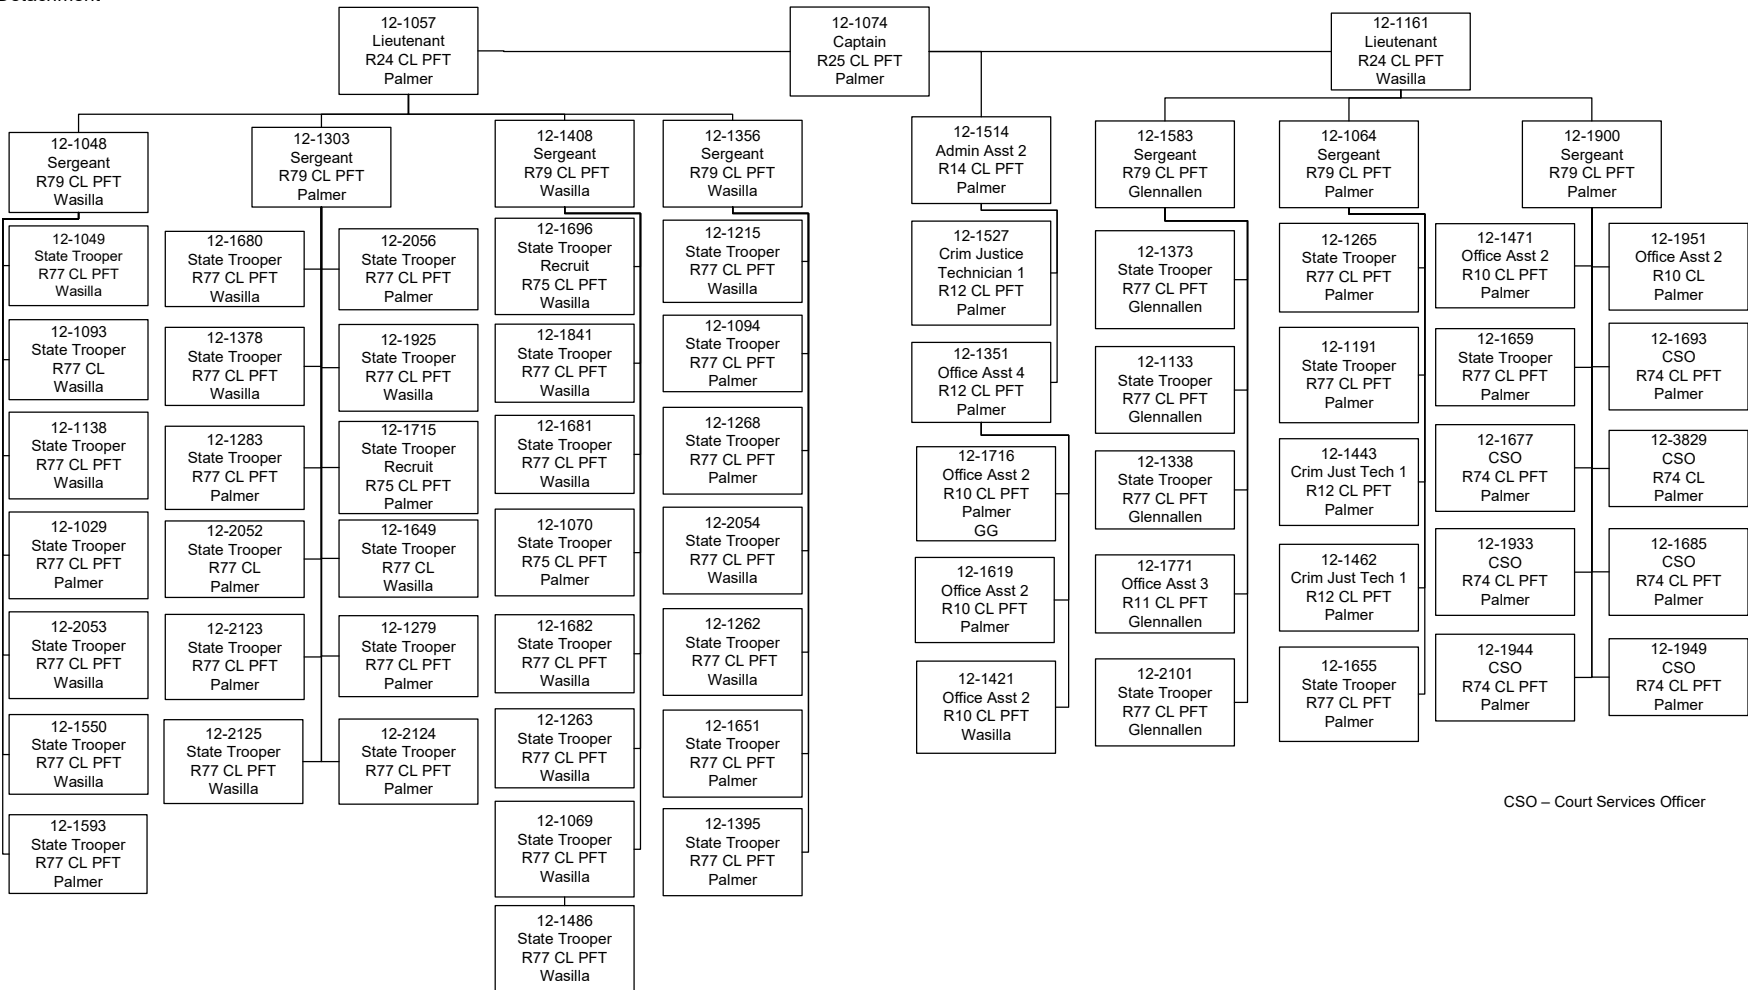 Detachment
12-1057
Lieutenant
R24 CL PFT
Palmer
12-1074
Captain
R25 CL PFT
Palmer
12-1161
Lieutenant
R24 CL PFT
Wasilla
12-1048
Sergeant
R79 CL PFT
Wasilla
12-1303
Sergeant
R79 CL PFT
Palmer
12-1408
Sergeant
R79 CL PFT
Wasilla
12-1356
Sergeant
R79 CL PFT
Wasilla
12-1514
Admin Asst 2
R14 CL PFT
Palmer
12-1583
Sergeant
R79 CL PFT
Glennallen
12-1064
Sergeant
R79 CL PFT
Palmer
12-1900
Sergeant
R79 CL PFT
Palmer
12-1049
State Trooper
R77 CL PFT
Wasilla
12-1093
State Trooper
R77 CL
Wasilla
12-1138
State Trooper
R77 CL PFT
Wasilla
12-1029
State Trooper
R77 CL PFT
Palmer
12-2053
State Trooper
R77 CL PFT
Wasilla
12-1550
State Trooper
R77 CL PFT
Wasilla
12-1593
State Trooper
R77 CL PFT
Palmer
12-1680
State Trooper
R77 CL PFT
Wasilla
12-1378
State Trooper
R77 CL PFT
Wasilla
12-1283
State Trooper
R77 CL PFT
Palmer
12-2052
State Trooper
R77 CL
Palmer
12-2123
State Trooper
R77 CL PFT
Palmer
12-2125
State Trooper
R77 CL PFT
Wasilla
12-2056
State Trooper
R77 CL PFT
Palmer
12-1925
State Trooper
R77 CL PFT
Wasilla
12-1715
State Trooper
Recruit
R75 CL PFT
Palmer
12-1649
State Trooper
R77 CL
Wasilla
12-1279
State Trooper
R77 CL PFT
Palmer
12-2124
State Trooper
R77 CL PFT
Palmer
12-1696
State Trooper
Recruit
R75 CL PFT
Wasilla
12-1841
State Trooper
R77 CL PFT
Wasilla
12-1681
State Trooper
R77 CL PFT
Wasilla
12-1070
State Trooper
R75 CL PFT
Palmer
12-1682
State Trooper
R77 CL PFT
Wasilla
12-1263
State Trooper
R77 CL PFT
Wasilla
12-1069
State Trooper
R77 CL PFT
Wasilla
12-1486
State Trooper
R77 CL PFT
Wasilla
12-1215
State Trooper
R77 CL PFT
Wasilla
12-1094
State Trooper
R77 CL PFT
Palmer
12-1268
State Trooper
R77 CL PFT
Palmer
12-2054
State Trooper
R77 CL PFT
Wasilla
12-1262
State Trooper
R77 CL PFT
Wasilla
12-1651
State Trooper
R77 CL PFT
Palmer
12-1395
State Trooper
R77 CL PFT
Palmer
12-1527
Crim Justice
Technician 1
R12 CL PFT
Palmer
12-1351
Office Asst 4
R12 CL PFT
Palmer
12-1716
Office Asst 2
R10 CL PFT
Palmer
GG
12-1619
Office Asst 2
R10 CL PFT
Palmer
12-1421
Office Asst 2
R10 CL PFT
Wasilla
12-1373
State Trooper
R77 CL PFT
Glennallen
12-1133
State Trooper
R77 CL PFT
Glennallen
12-1338
State Trooper
R77 CL PFT
Glennallen
12-1771
Office Asst 3
R11 CL PFT
Glennallen
12-2101
State Trooper
R77 CL PFT
Glennallen
12-1265
State Trooper
R77 CL PFT
Palmer
12-1191
State Trooper
R77 CL PFT
Palmer
12-1443
Crim Just Tech 1
R12 CL PFT
Palmer
12-1462
Crim Just Tech 1
R12 CL PFT
Palmer
12-1655
State Trooper
R77 CL PFT
Palmer
12-1471
Office Asst 2
R10 CL PFT
Palmer
12-1659
State Trooper
R77 CL PFT
Palmer
12-1677
CSO
R74 CL PFT
Palmer
12-1933
CSO
R74 CL PFT
Palmer
12-1944
CSO
R74 CL PFT
Palmer
12-1951
Office Asst 2
R10 CL
Palmer
12-1693
CSO
R74 CL PFT
Palmer
12-3829
CSO
R74 CL
Palmer
12-1685
CSO
R74 CL PFT
Palmer
12-1949
CSO
R74 CL PFT
Palmer
CSO – Court Services Officer